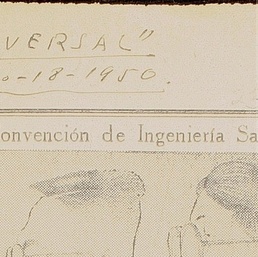 VERSAL"
o-18-1950.
onvención de Ingeniería Sa